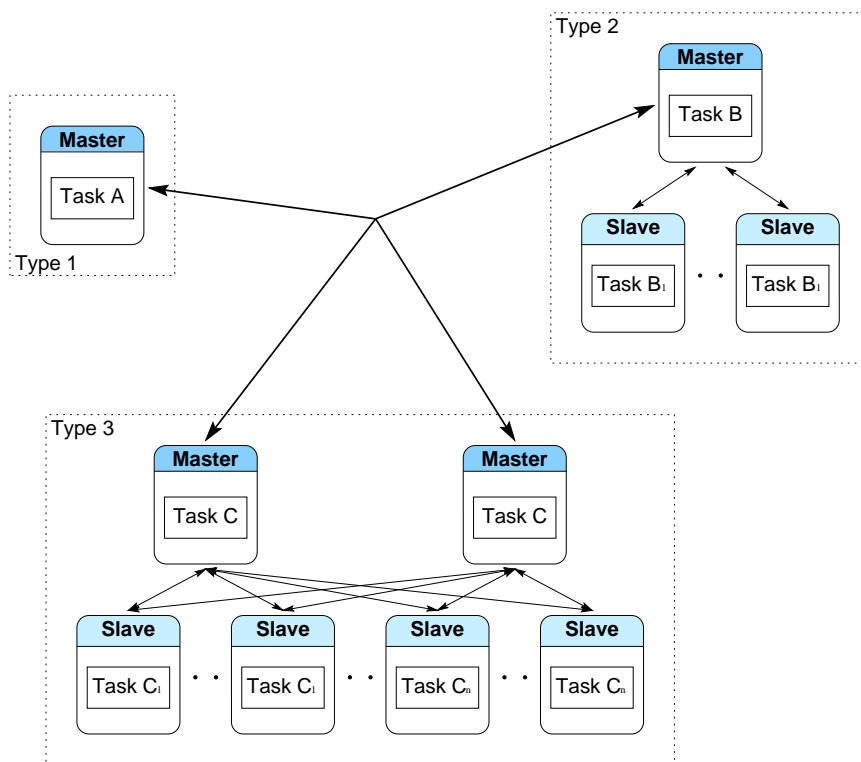 Type 2
Master
Task B
Slave
Slave
Task B₁
. .
Task B₁
Master
Task A
Type 1
Type 3
Master
Master
Task C
Task C
Slave
Slave
Slave
Slave
Task C₁
. .
Task C₁
. .
Task Cₙ
. .
Task Cₙ